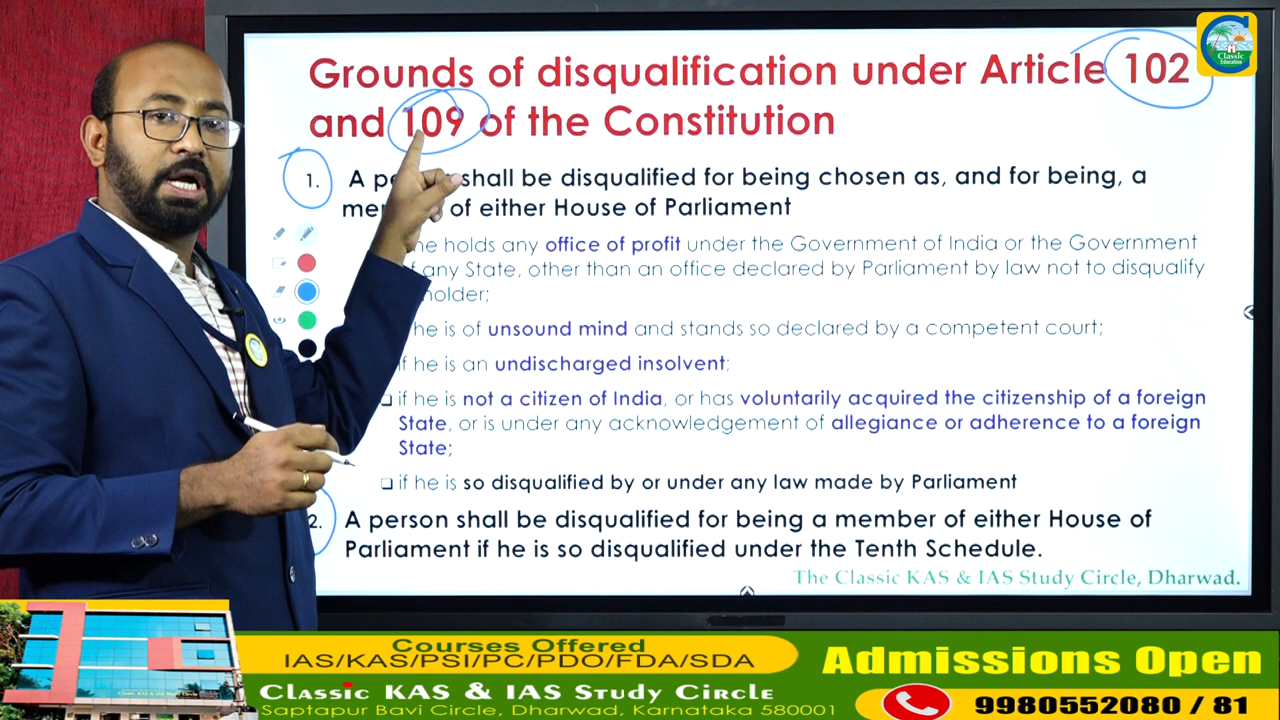 Grounds of disqualification under Article 102
and 109 of the Constitution
Classic
Education
1. A shall be disqualified for being chosen as, and for being, a
of either House of Parliament
he holds any office of profit under the Government of India or the Government
any State, other than an office declared by Parliament by law not to disqualify
holder;
he is of unsound mind and stands so declared by a competent court;
if he is an undischarged insolvent;
if he is not a citizen of India, or has voluntarily acquired the citizenship of a foreign
State, or is under any acknowledgement of allegiance or adherence to a foreign
State;
if he is so disqualified by or under any law made by Parliament
2. A person shall be disqualified for being a member of either House of
Parliament if he is so disqualified under the Tenth Schedule.
The Classic KAS & IAS Study Circle, Dharwad.
Courses Offered
IAS/KAS/PSI/PC/PDO/FDA/SDA
Classic KAS & IAS Study Circle
Saptapur Bavi Circle, Dharwad, Karnataka 580001
Admissions Open
9980552080 / 81